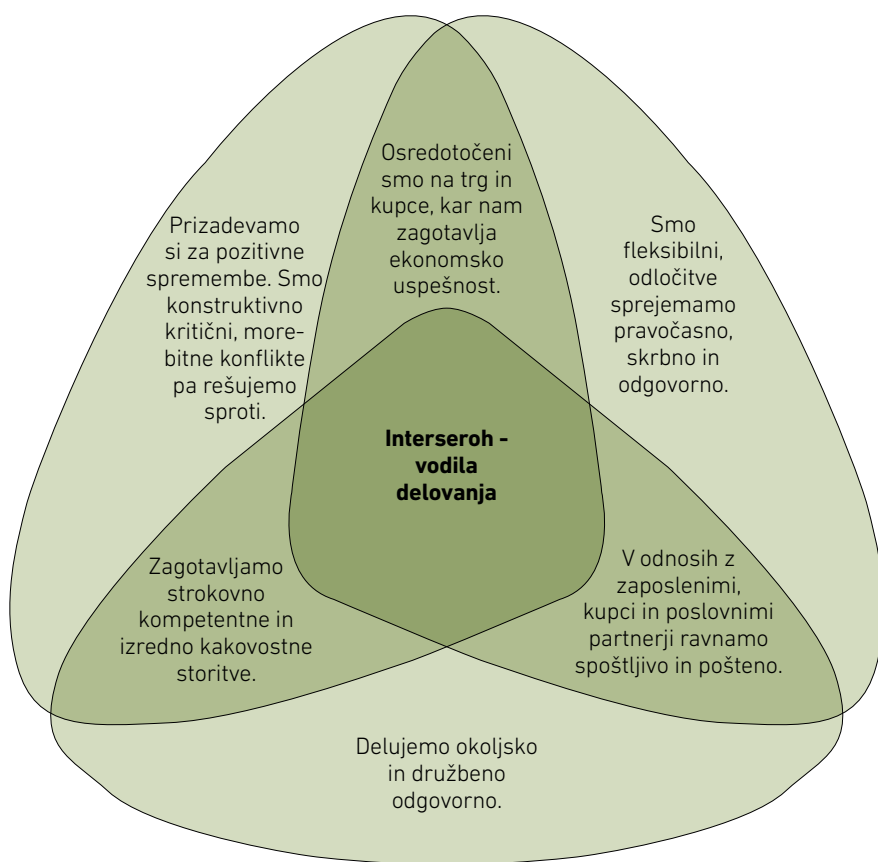 Osredotočeni
smo na trg in
kupce, kar nam
zagotavlja
ekonomsko
uspešnost.
Prizadevamo
si za pozitivne
spremembe. Smo
konstruktivno
kritični, more-
bitne konflikte
pa rešujemo
sproti.
Smo
fleksibilni,
odločitve
sprejemamo
pravočasno,
skrbno in
odgovorno.
Interseroh -
vodila
delovanja
Zagotavljamo
strokovno
kompetentne in
izredno kakovostne
storitve.
V odnosih z
zaposlenimi,
kupci in poslovnimi
partnerji ravnamo
spoštljivo in pošteno.
Delujemo okoljsko
in družbeno
odgovorno.